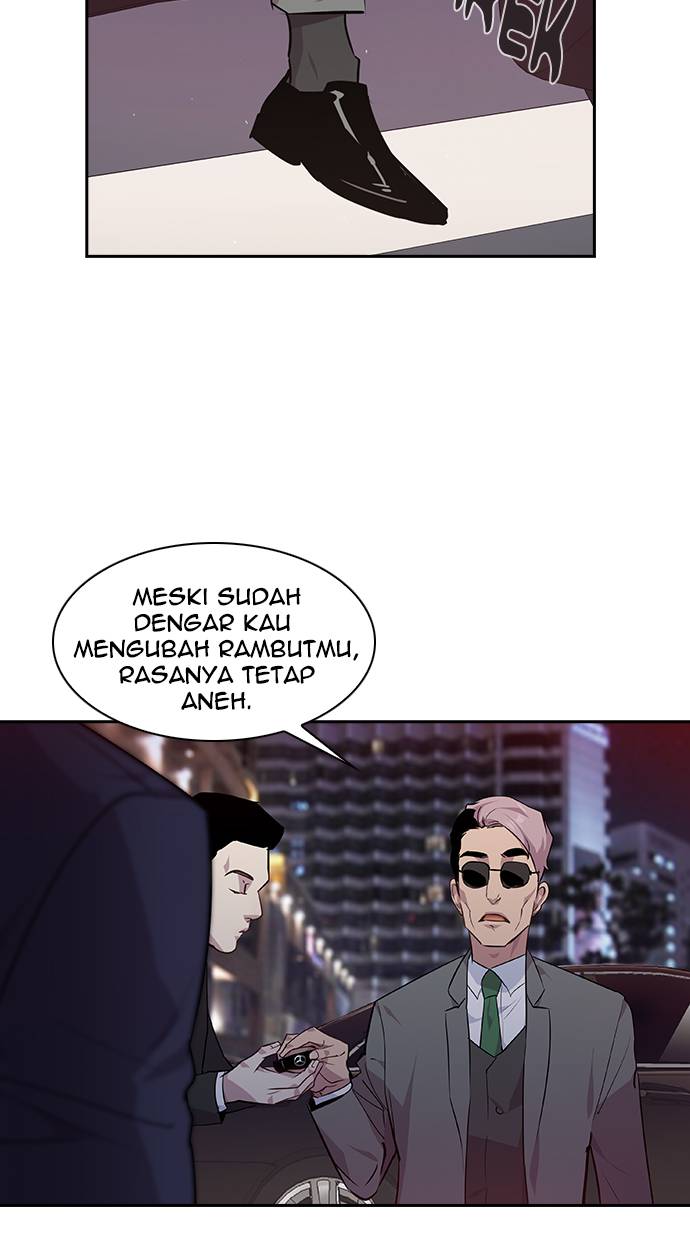 MESKI SUDAH
DENGAR KAU
MENGUBAH RAMBUTMU,
RASANYA TETAP
ANEH.